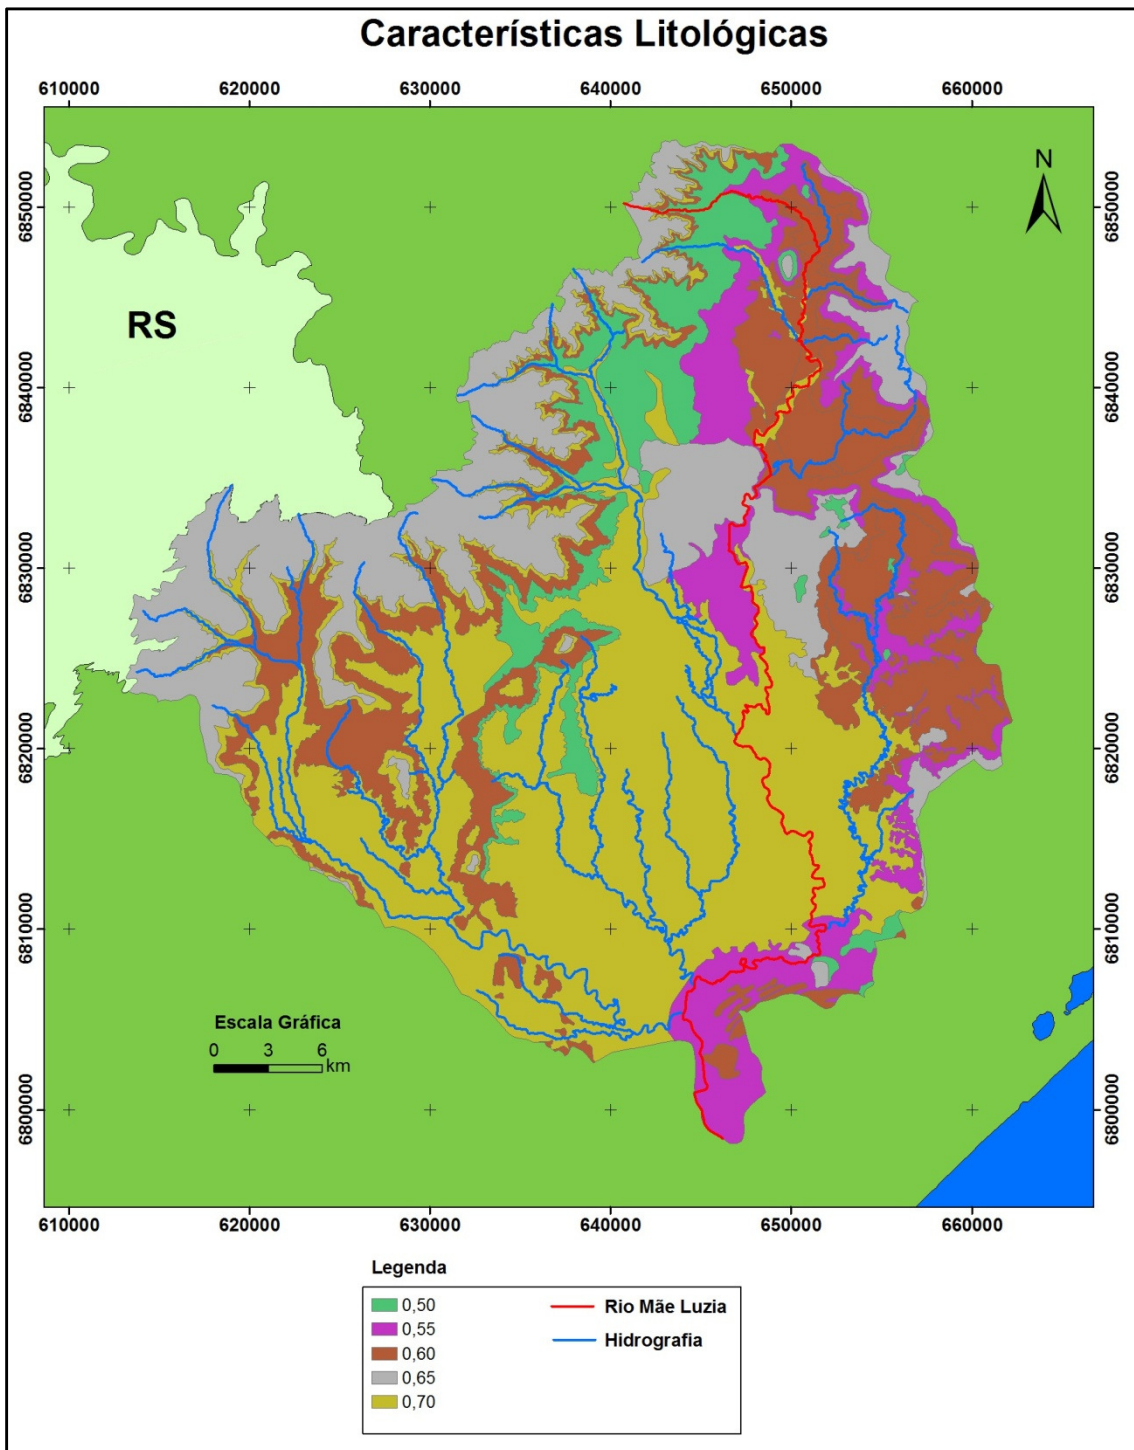 Características Litológicas
610000 620000 630000 640000 650000 660000
N
6850000 6850000
RS
6840000 6840000
6830000 6830000
6820000 6820000
6810000 6810000
Escala Gráfica
0 3 6
km
6800000 6800000
610000 620000 630000 640000 650000 660000
Legenda
0,50 Rio Mãe Luzia
0,55 Hidrografia
0,60
0,65
0,70